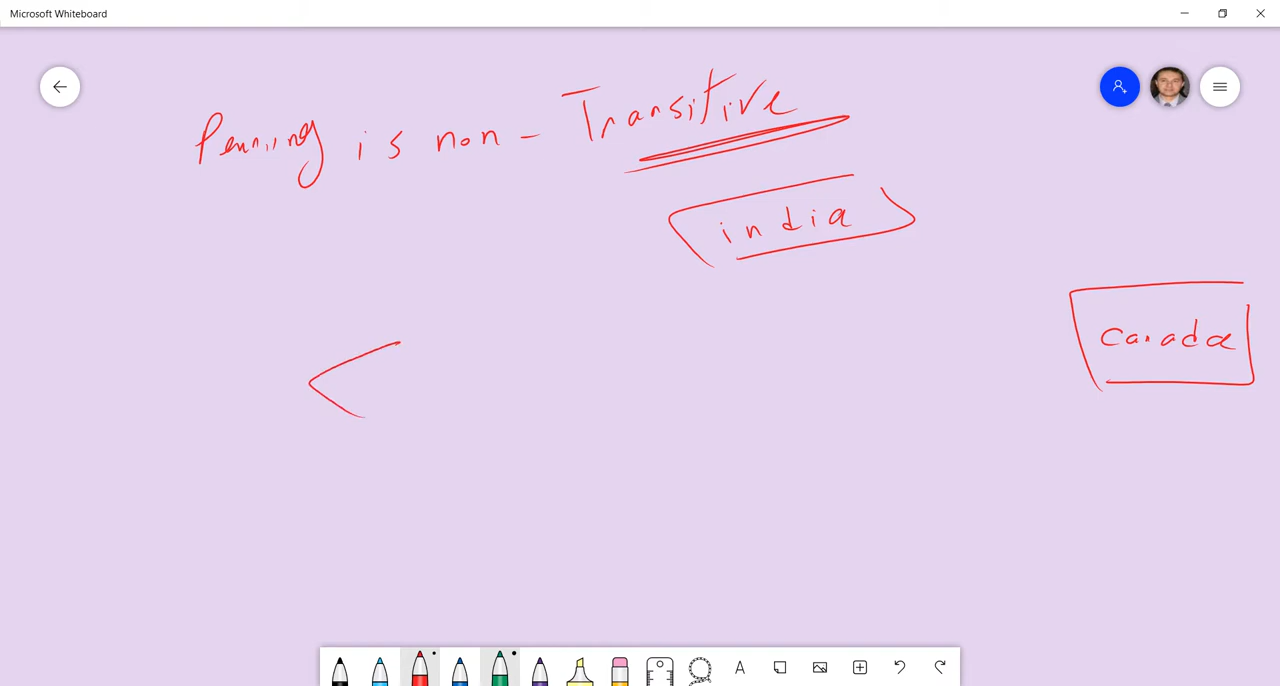 Microsoft Whiteboard
Peering is non-Transitive
india
Canada
A